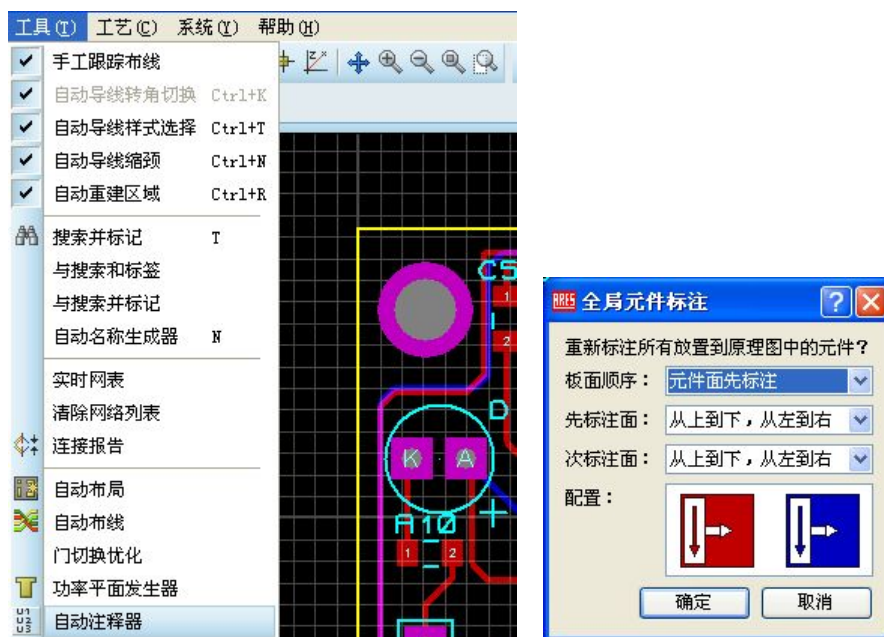 工具(T) 工艺(C) 系统(Y) 帮助(H)
手工跟踪布线
自动导线转角切换 Ctrl+K
自动导线样式选择 Ctrl+T
自动导线缩颈 Ctrl+N
自动重建区域 Ctrl+R
搜索并标记 T
与搜索和标签
与搜索并标记
自动名称生成器 N
实时网表
清除网络列表
连接报告
自动布局
自动布线
门切换优化
功率平面发生器
U1
U2
U3
自动注释器
C5
1
2
D
K A
R10
1 2
ARES 全局元件标注
重新标注所有放置到原理图中的元件?
板面顺序: 元件面先标注
先标注面: 从上到下,从左到右
次标注面: 从上到下,从左到右
配置:
确定 取消